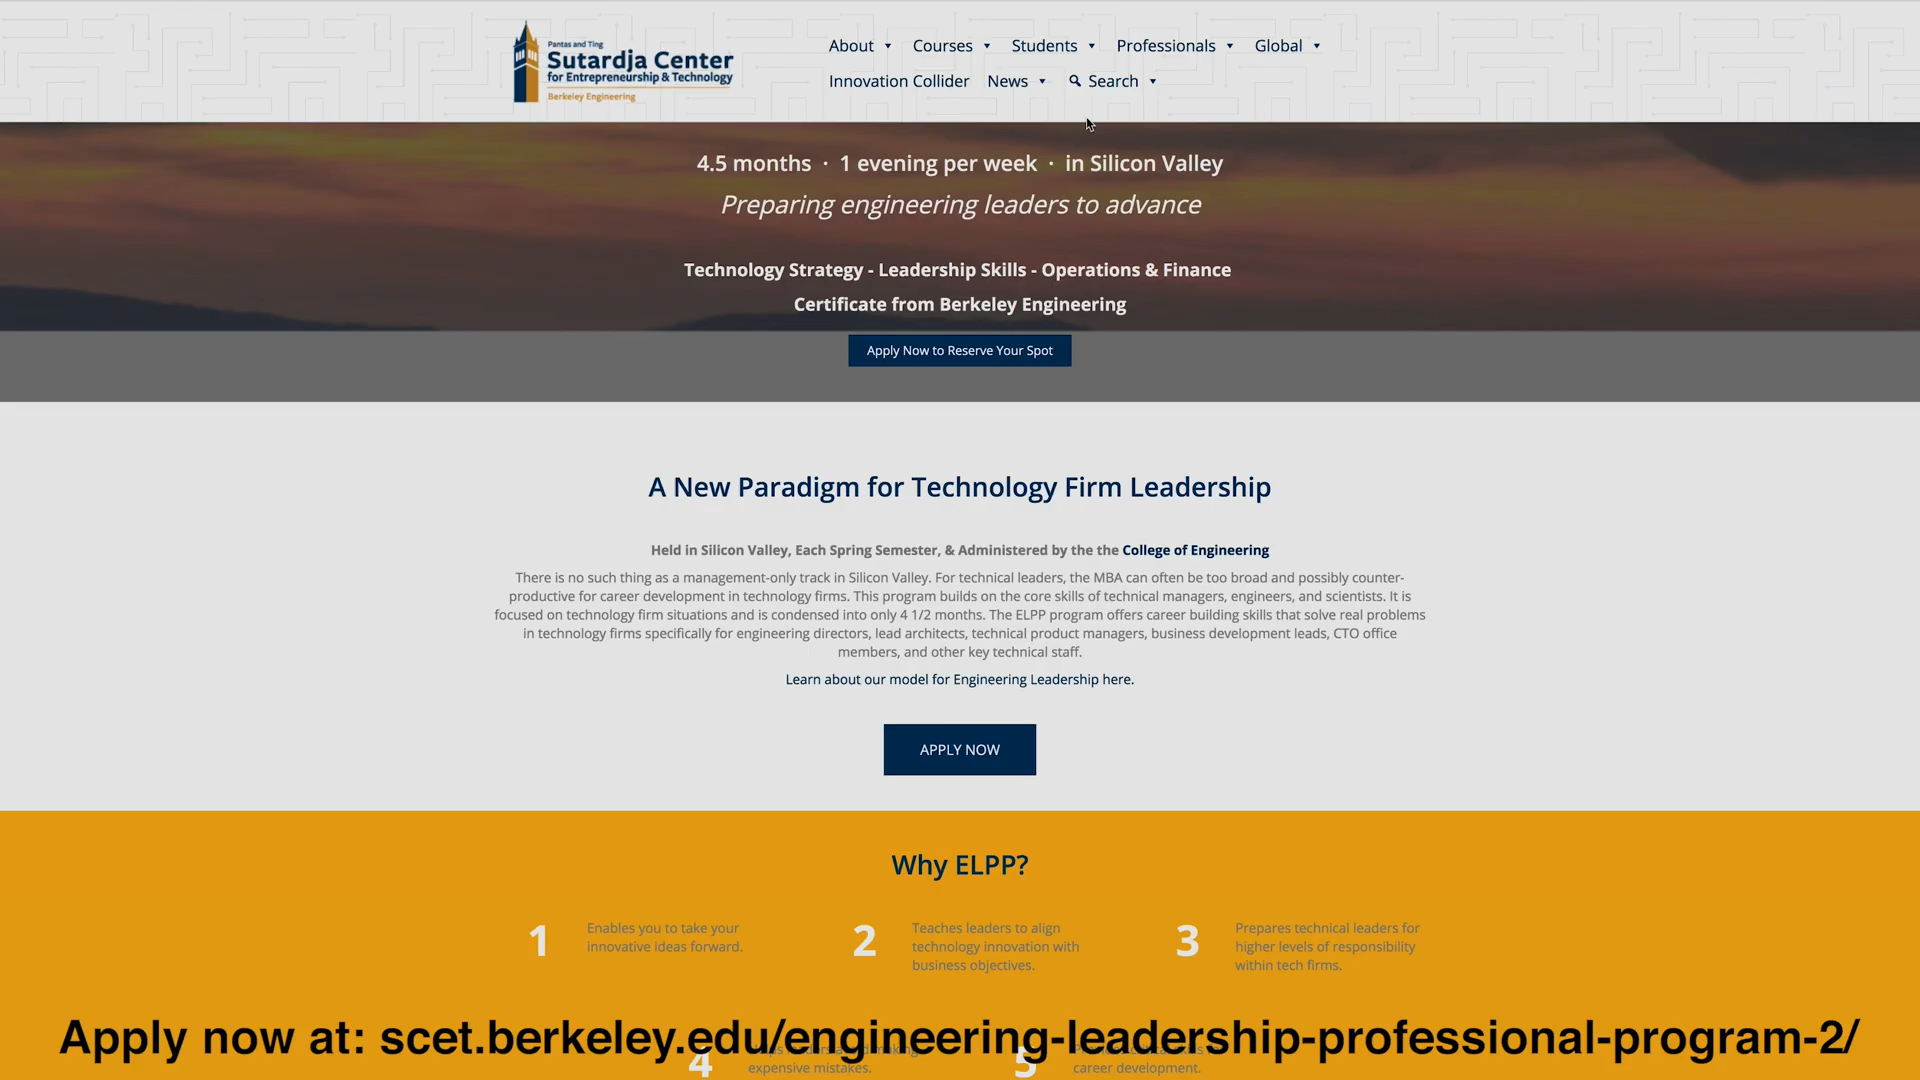 Pantas and Ting
Sutardja Center
for Entrepreneurship & Technology
Berkeley Engineering
About Courses Students Professionals Global
Innovation Collider News Search
4.5 months · 1 evening per week · in Silicon Valley
Preparing engineering leaders to advance
Technology Strategy - Leadership Skills - Operations & Finance
Certificate from Berkeley Engineering
Apply Now to Reserve Your Spot
A New Paradigm for Technology Firm Leadership
Held in Silicon Valley, Each Spring Semester, & Administered by the the College of Engineering
There is no such thing as a management-only track in Silicon Valley. For technical leaders, the MBA can often be too broad and possibly counter-
productive for career development in technology firms. This program builds on the core skills of technical managers, engineers, and scientists. It is
focused on technology firm situations and is condensed into only 4 1/2 months. The ELPP program offers career building skills that solve real problems
in technology firms specifically for engineering directors, lead architects, technical product managers, business development leads, CTO office
members, and other key technical staff.
Learn about our model for Engineering Leadership here.
APPLY NOW
Why ELPP?
1
Enables you to take your
innovative ideas forward.
2
Teaches leaders to align
technology innovation with
business objectives.
3
Prepares technical leaders for
higher levels of responsibility
within tech firms.
Apply now at: scet.berkeley.edu/engineering-leadership-professional-program-2/
4
expensive mistakes.
5
career development.